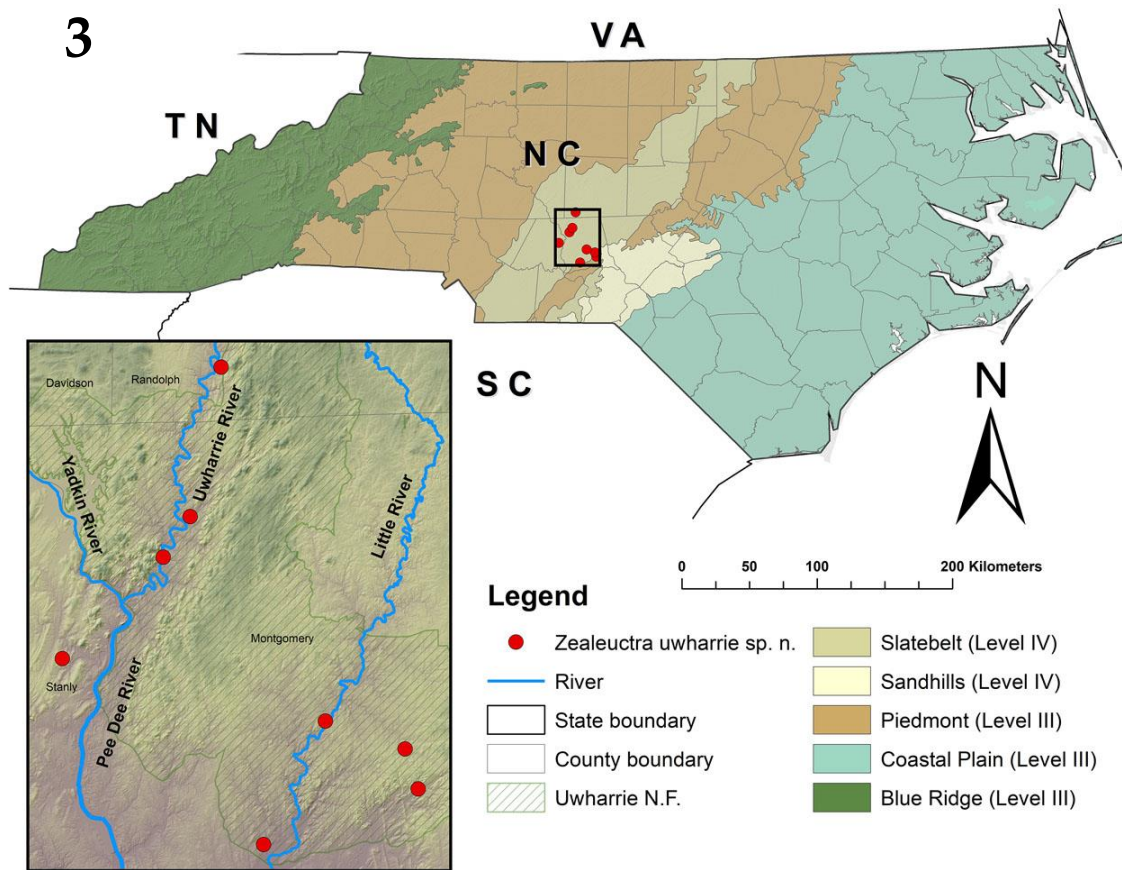 3
VA
TN
NC
SC
N
Davidson
Randolph
Uwharrie River
Yadkin River
Little River
Montgomery
Stanly
Pee Dee River
0 50 100 200 Kilometers
Legend
Zealeuctra uwharrie sp. n.
River
State boundary
County boundary
Uwharrie N.F.
Slatebelt (Level IV)
Sandhills (Level IV)
Piedmont (Level III)
Coastal Plain (Level III)
Blue Ridge (Level III)